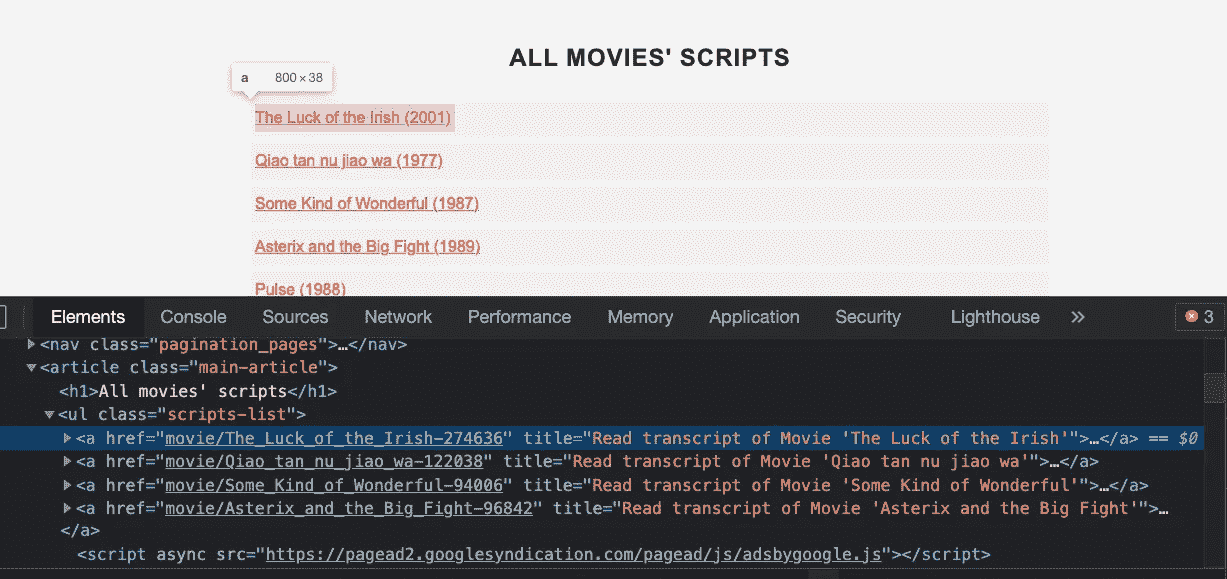 ALL MOVIES' SCRIPTS
a 800 × 38
The Luck of the Irish (2001)
Qiao tan nu jiao wa (1977)
Some Kind of Wonderful (1987)
Asterix and the Big Fight (1989)
Pulse (1988)
Elements Console Sources Network Performance Memory Application Security Lighthouse » 3
<nav class="pagination_pages">…</nav>
<article class="main-article">
<h1>All movies' scripts</h1>
<ul class="scripts-list">
<a href="movie/The_Luck_of_the_Irish-274636" title="Read transcript of Movie 'The Luck of the Irish'">…</a> == $0
<a href="movie/Qiao_tan_nu_jiao_wa-122038" title="Read transcript of Movie 'Qiao tan nu jiao wa'">…</a>
<a href="movie/Some_Kind_of_Wonderful-94006" title="Read transcript of Movie 'Some Kind of Wonderful'">…</a>
<a href="movie/Asterix_and_the_Big_Fight-96842" title="Read transcript of Movie 'Asterix and the Big Fight'">…
</a>
<script async src="https://pagead2.googlesyndication.com/pagead/js/adsbygoogle.js"></script>